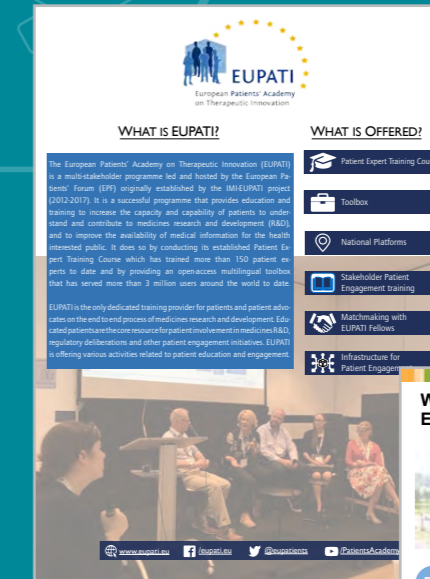 EUPATI
European Patients' Academy
on Therapeutic Innovation
WHAT IS EUPATI?
The European Patients' Academy on Therapeutic Innovation (EUPATI)
is a multi-stakeholder programme led and hosted by the European Pa-
tients' Forum (EPF) originally established by the IMI-EUPATI project
(2012-2017). It is a successful programme that provides education and
training to increase the capacity and capability of patients to under-
stand and contribute to medicines research and development (R&D),
and to improve the availability of medical information for the health
interested public. It does so by conducting its established Patient Ex-
pert Training Course which has trained more than 150 patient ex-
perts to date and by providing an open-access multilingual toolbox
that has served more than 3 million users around the world to date.
EUPATI is the only dedicated training provider for patients and patient advo-
cates on the end to end process of medicines research and development. Edu-
cated patients are the core resource for patient involvement in medicines R&D,
regulatory deliberations and other patient engagement initiatives. EUPATI
is offering various activities related to patient education and engagement.
WHAT IS OFFERED?
Patient Expert Training Cou
Toolbox
National Platforms
Stakeholder Patient
Engagement training
Matchmaking with
EUPATI Fellows
Infrastructure for
Patient Engagem
W
E
www.eupati.eu /eupati.eu @eupatients /PatientsAcademy